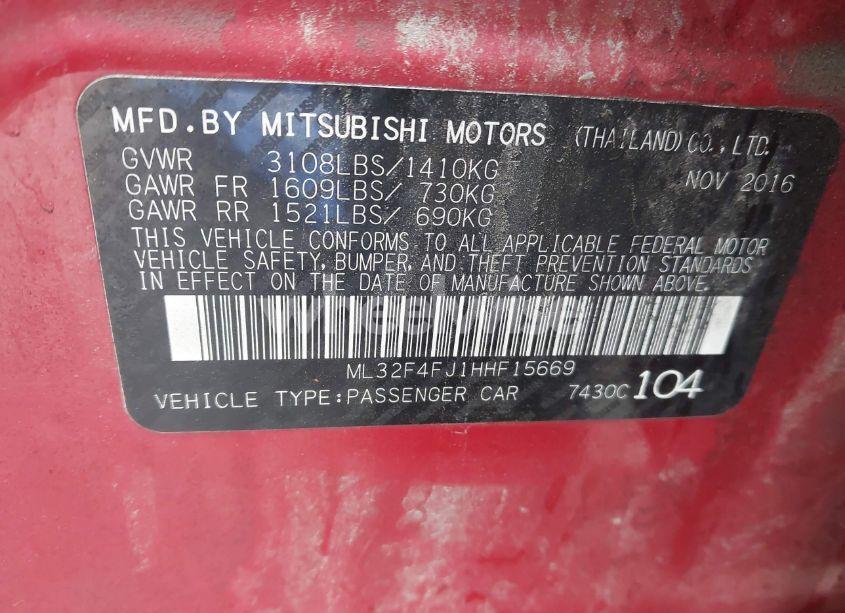 MFD.BY MITSUBISHI MOTORS (THAILAND) CO., LTD.
GVWR 3108LBS/1410KG NOV 2016
GAWR FR 1609LBS/ 730KG
GAWR RR 1521LBS/ 690KG
THIS VEHICLE CONFORMS TO ALL APPLICABLE FEDERAL MOTOR
VEHICLE SAFETY, BUMPER, AND THEFT PREVENTION STANDARDS
IN EFFECT ON THE DATE OF MANUFACTURE SHOWN ABOVE.
ML32F4FJ1HHF15669
VEHICLE TYPE:PASSENGER CAR 7430C 104